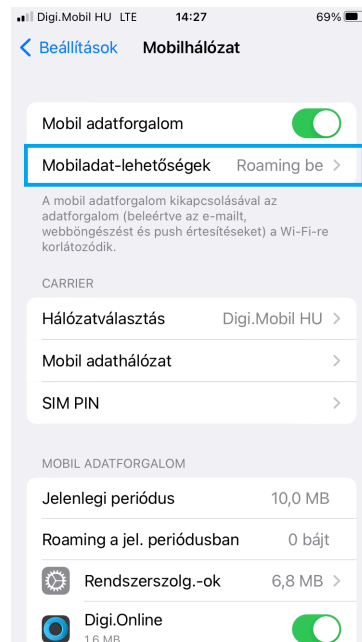 Digi.Mobil HU LTE 14:27 69%
Beállítások Mobilhálózat
Mobil adatforgalom
Mobiladat-lehetőségek Roaming be
A mobil adatforgalom kikapcsolásával az
adatforgalom (beleértve az e-mailt,
webböngészést és push értesítéseket) a Wi-Fi-re
korlátozódik.
CARRIER
Hálózatválasztás Digi.Mobil HU
Mobil adathálózat
SIM PIN
MOBIL ADATFORGALOM
Jelenlegi periódus 10,0 MB
Roaming a jel. periódusban 0 bájt
Rendszerszolg.-ok 6,8 MB
Digi.Online
1,6 MB